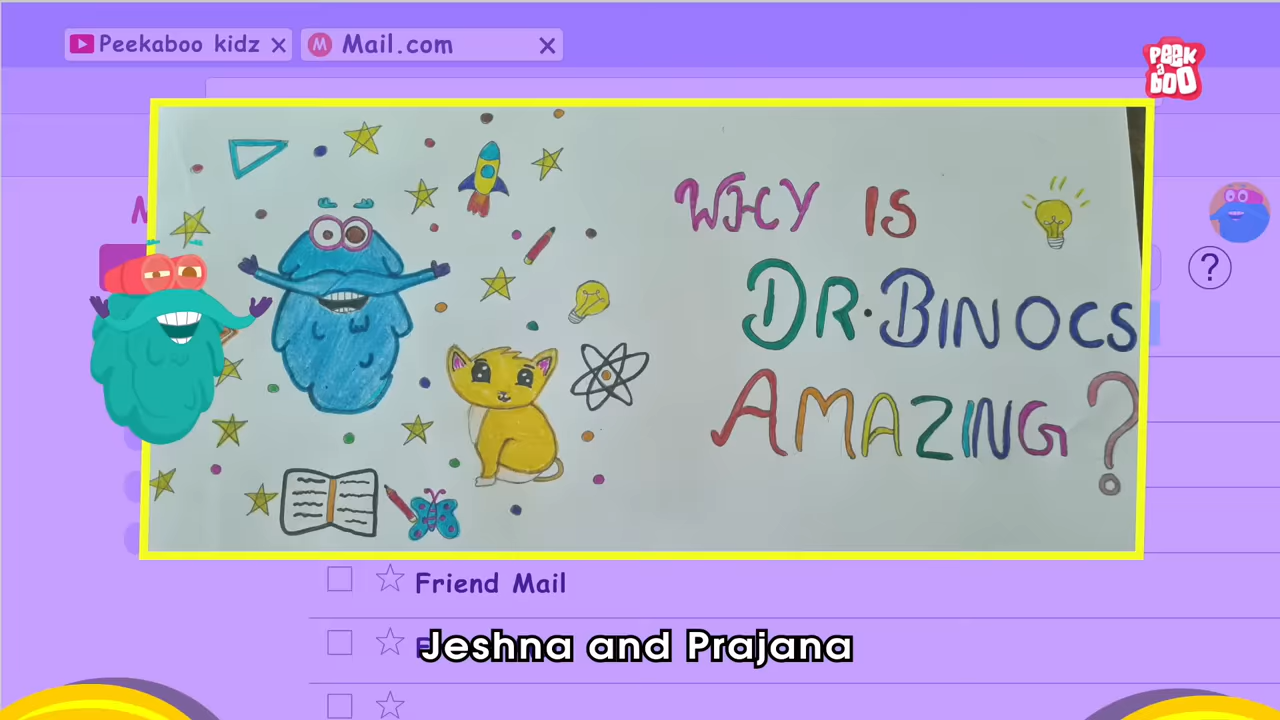 Peekaboo kidz
M Mail.com
PEEK
a
BOO
WHY IS
DR. BINOCS
AMAZING?
?
Friend Mail
Jeshna and Prajana